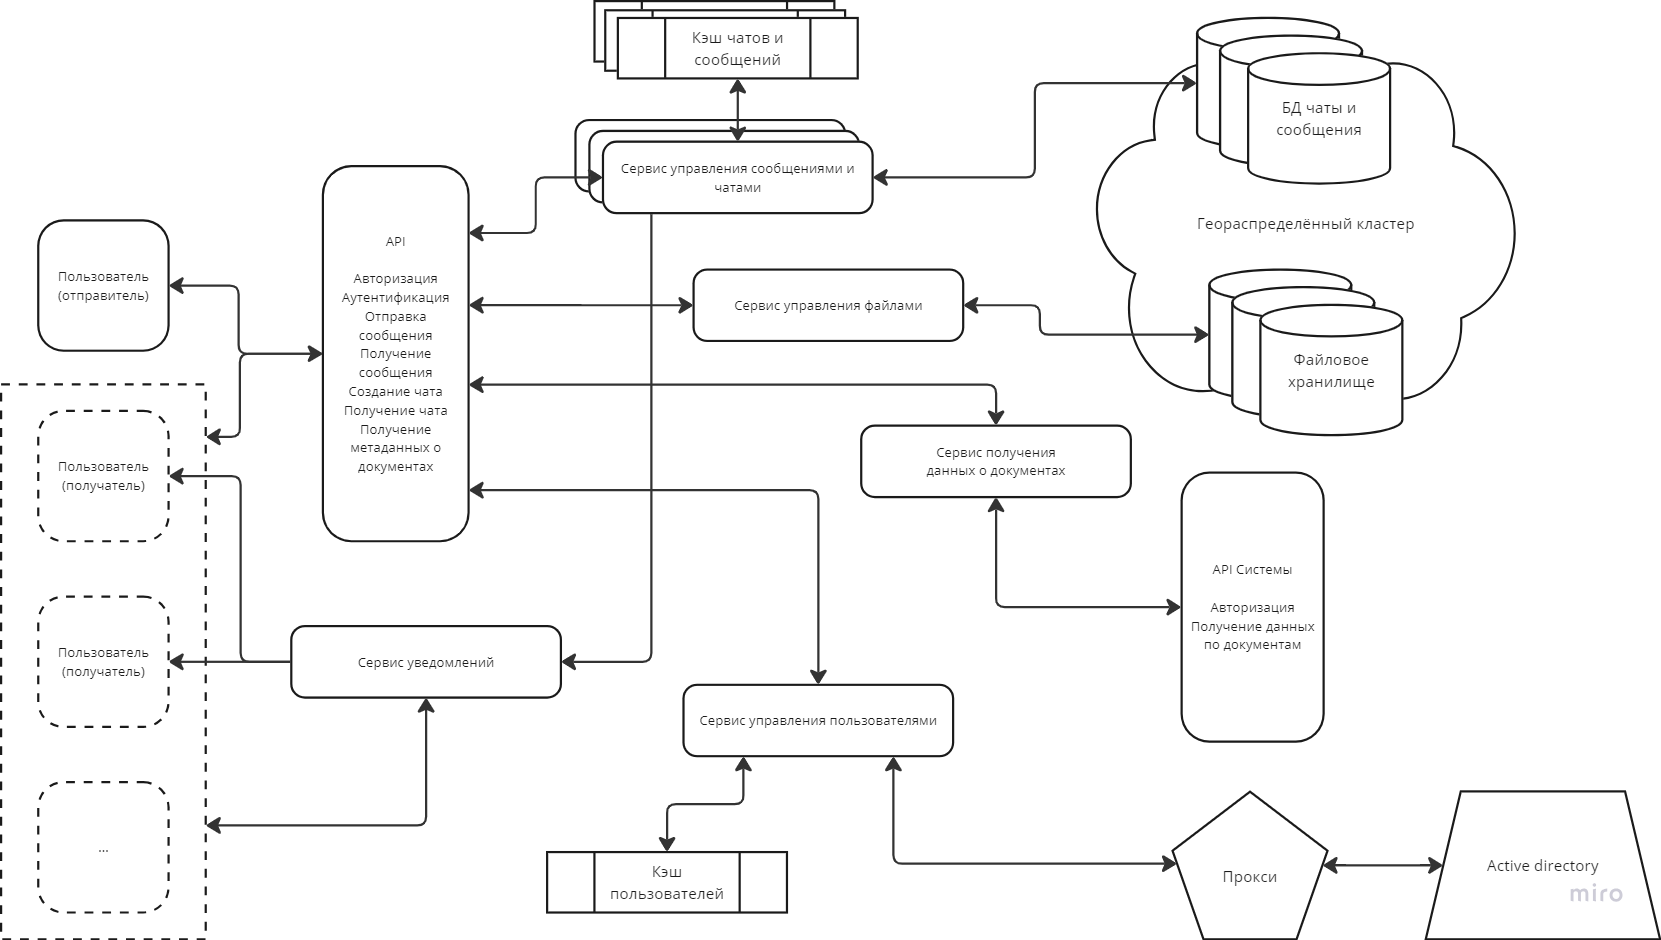 Кэш чатов и
сообщений
БД чаты и
сообщения
Сервис управления сообщениями и
чатами
Геораспределённый кластер
API
Авторизация
Аутентификация
Отправка
сообщения
Получение
сообщения
Создание чата
Получение чата
Получение
метаданных о
документах
Пользователь
(отправитель)
Сервис управления файлами
Файловое
хранилище
Сервис получения
данных о документах
Пользователь
(получатель)
API Системы
Авторизация
Получение данных
по документам
Пользователь
(получатель)
Сервис уведомлений
Сервис управления пользователями
...
Кэш
пользователей
Прокси
Active directory
miro